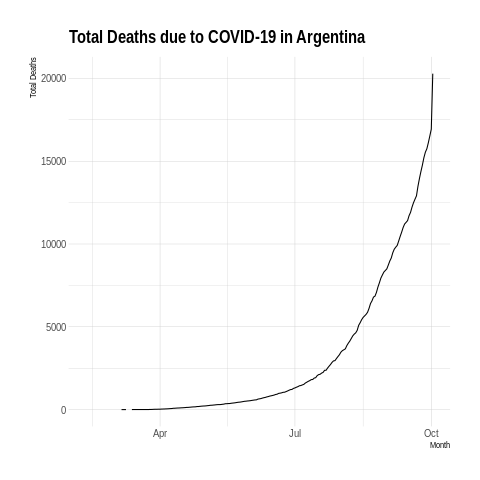 Total Deaths due to COVID-19 in Argentina
Total Deaths
20000
15000
10000
5000
0
Apr Jul Oct
Month